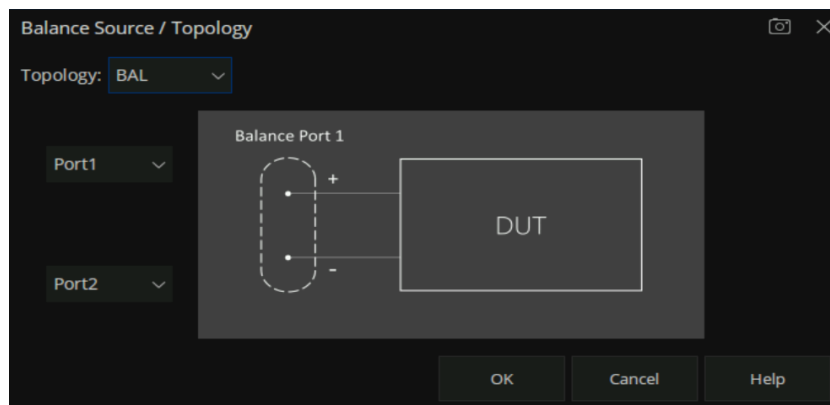 Balance Source / Topology
Topology: BAL
Balance Port 1
Port1
+
DUT
-
Port2
OK Cancel Help